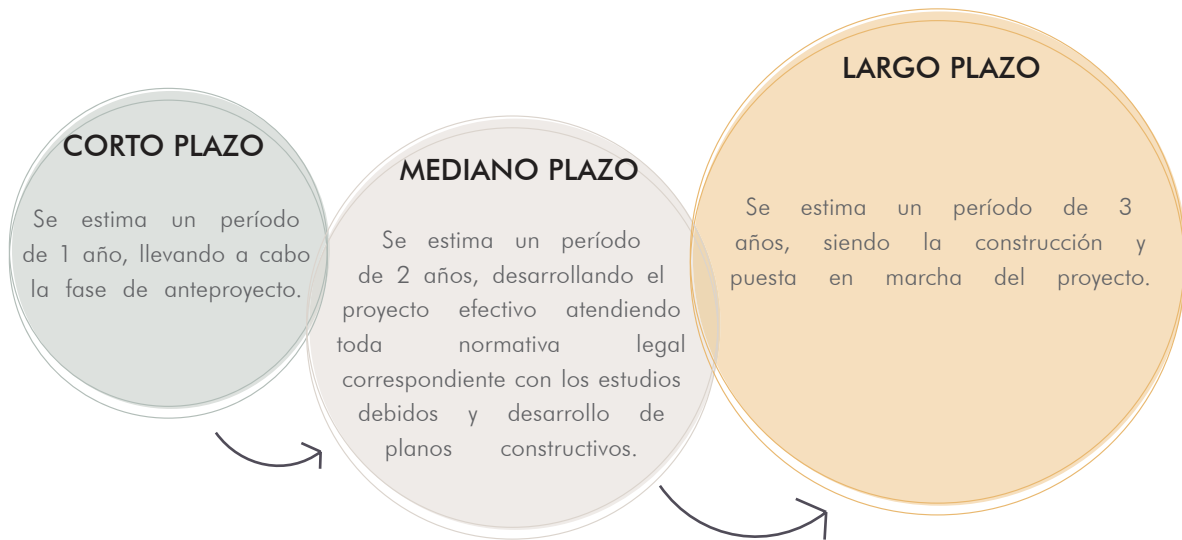 CORTO PLAZO
Se estima un período
de 1 año, llevando a cabo
la fase de anteproyecto.
MEDIANO PLAZO
Se estima un período
de 2 años, desarrollando el
proyecto efectivo atendiendo
toda normativa legal
correspondiente con los estudios
debidos y desarrollo de
planos constructivos.
LARGO PLAZO
Se estima un período de 3
años, siendo la construcción y
puesta en marcha del proyecto.